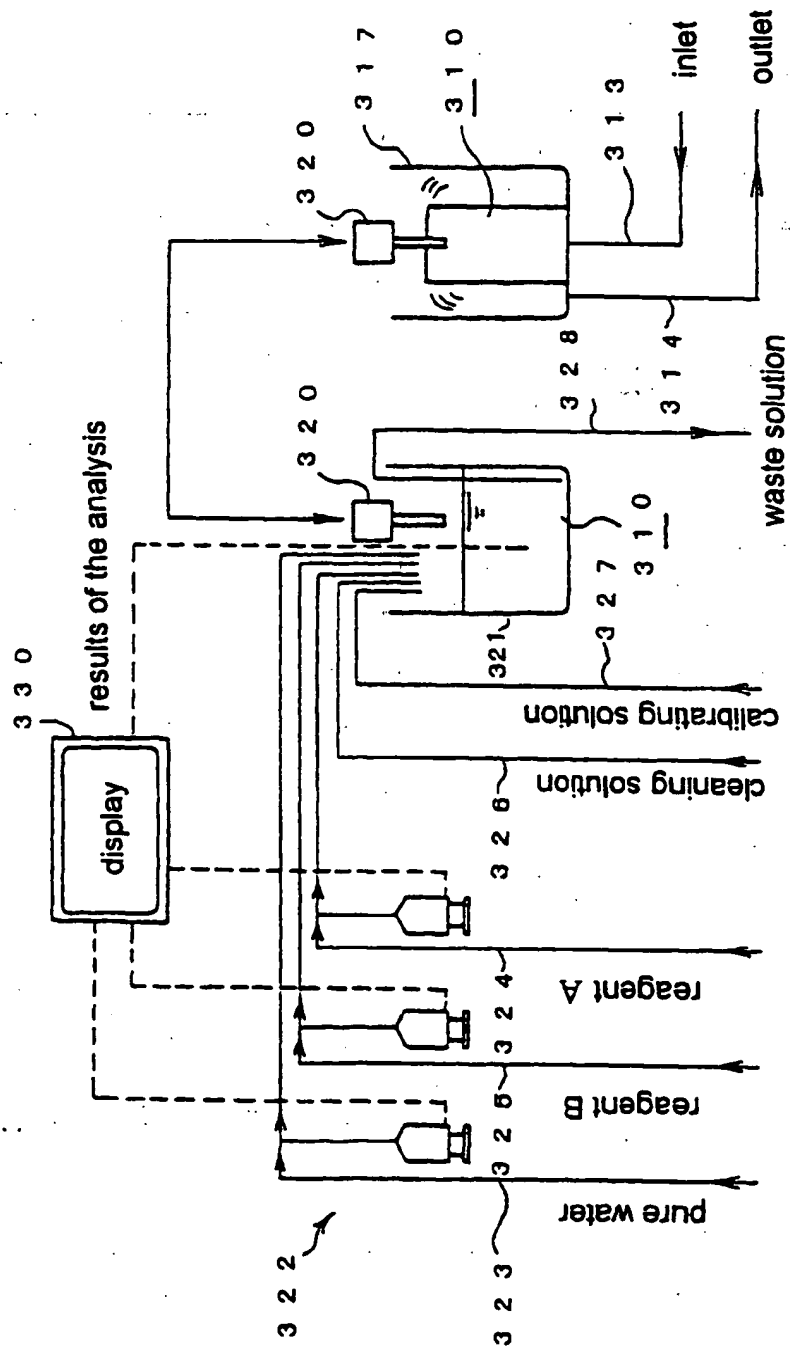 330
results of the analysis
display
320
320
317
310
313
inlet
outlet
314
328
waste solution
310
321
327
calibrating solution
326
cleaning solution
324
reagent A
325
reagent B
323
pure water
322